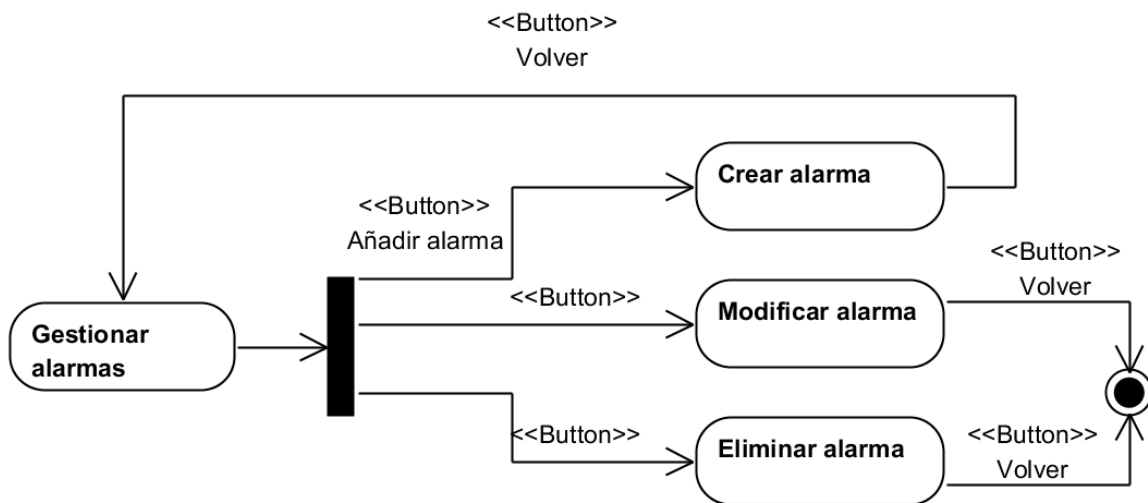 <<Button>>
Volver
Crear alarma
<<Button>>
Añadir alarma
<<Button>>
Volver
<<Button>>
Modificar alarma
Gestionar
alarmas
<<Button>>
Eliminar alarma
<<Button>>
Volver